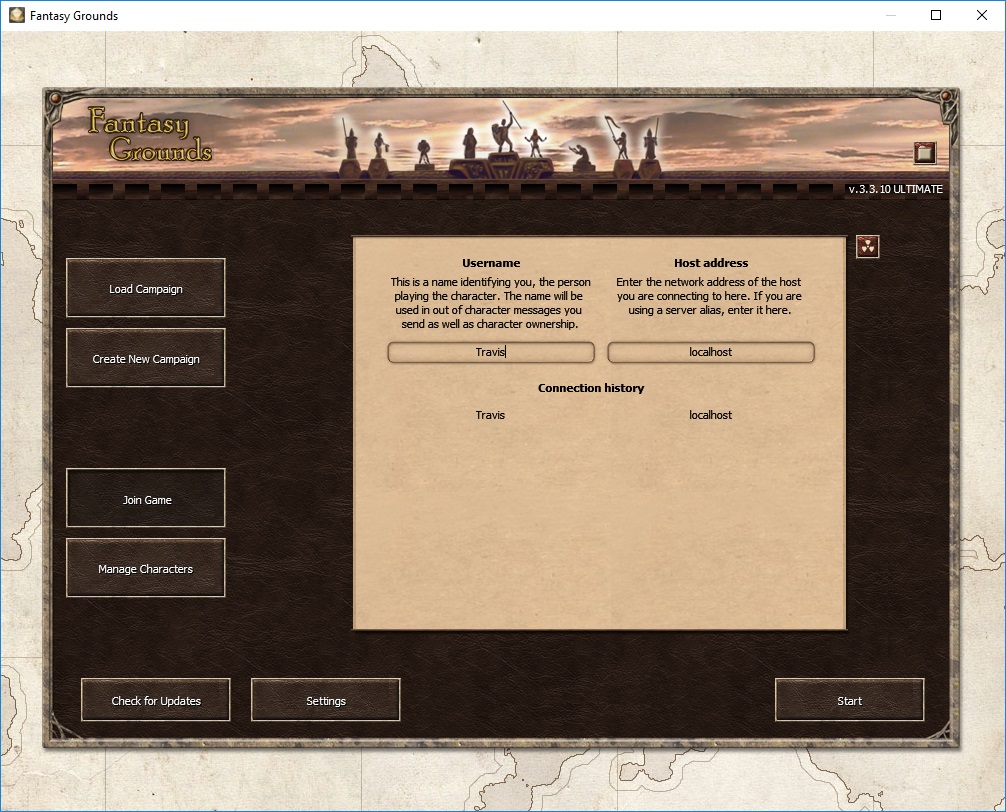 Fantasy Grounds
Fantasy
Grounds
v.3.3.10 ULTIMATE
Load Campaign
Create New Campaign
Join Game
Manage Characters
Username
This is a name identifying you, the person
playing the character. The name will be
used in out of character messages you
send as well as character ownership.
Travis
Host address
Enter the network address of the host
you are connecting to here. If you are
using a server alias, enter it here.
localhost
Connection history
Travis localhost
Check for Updates
Settings
Start